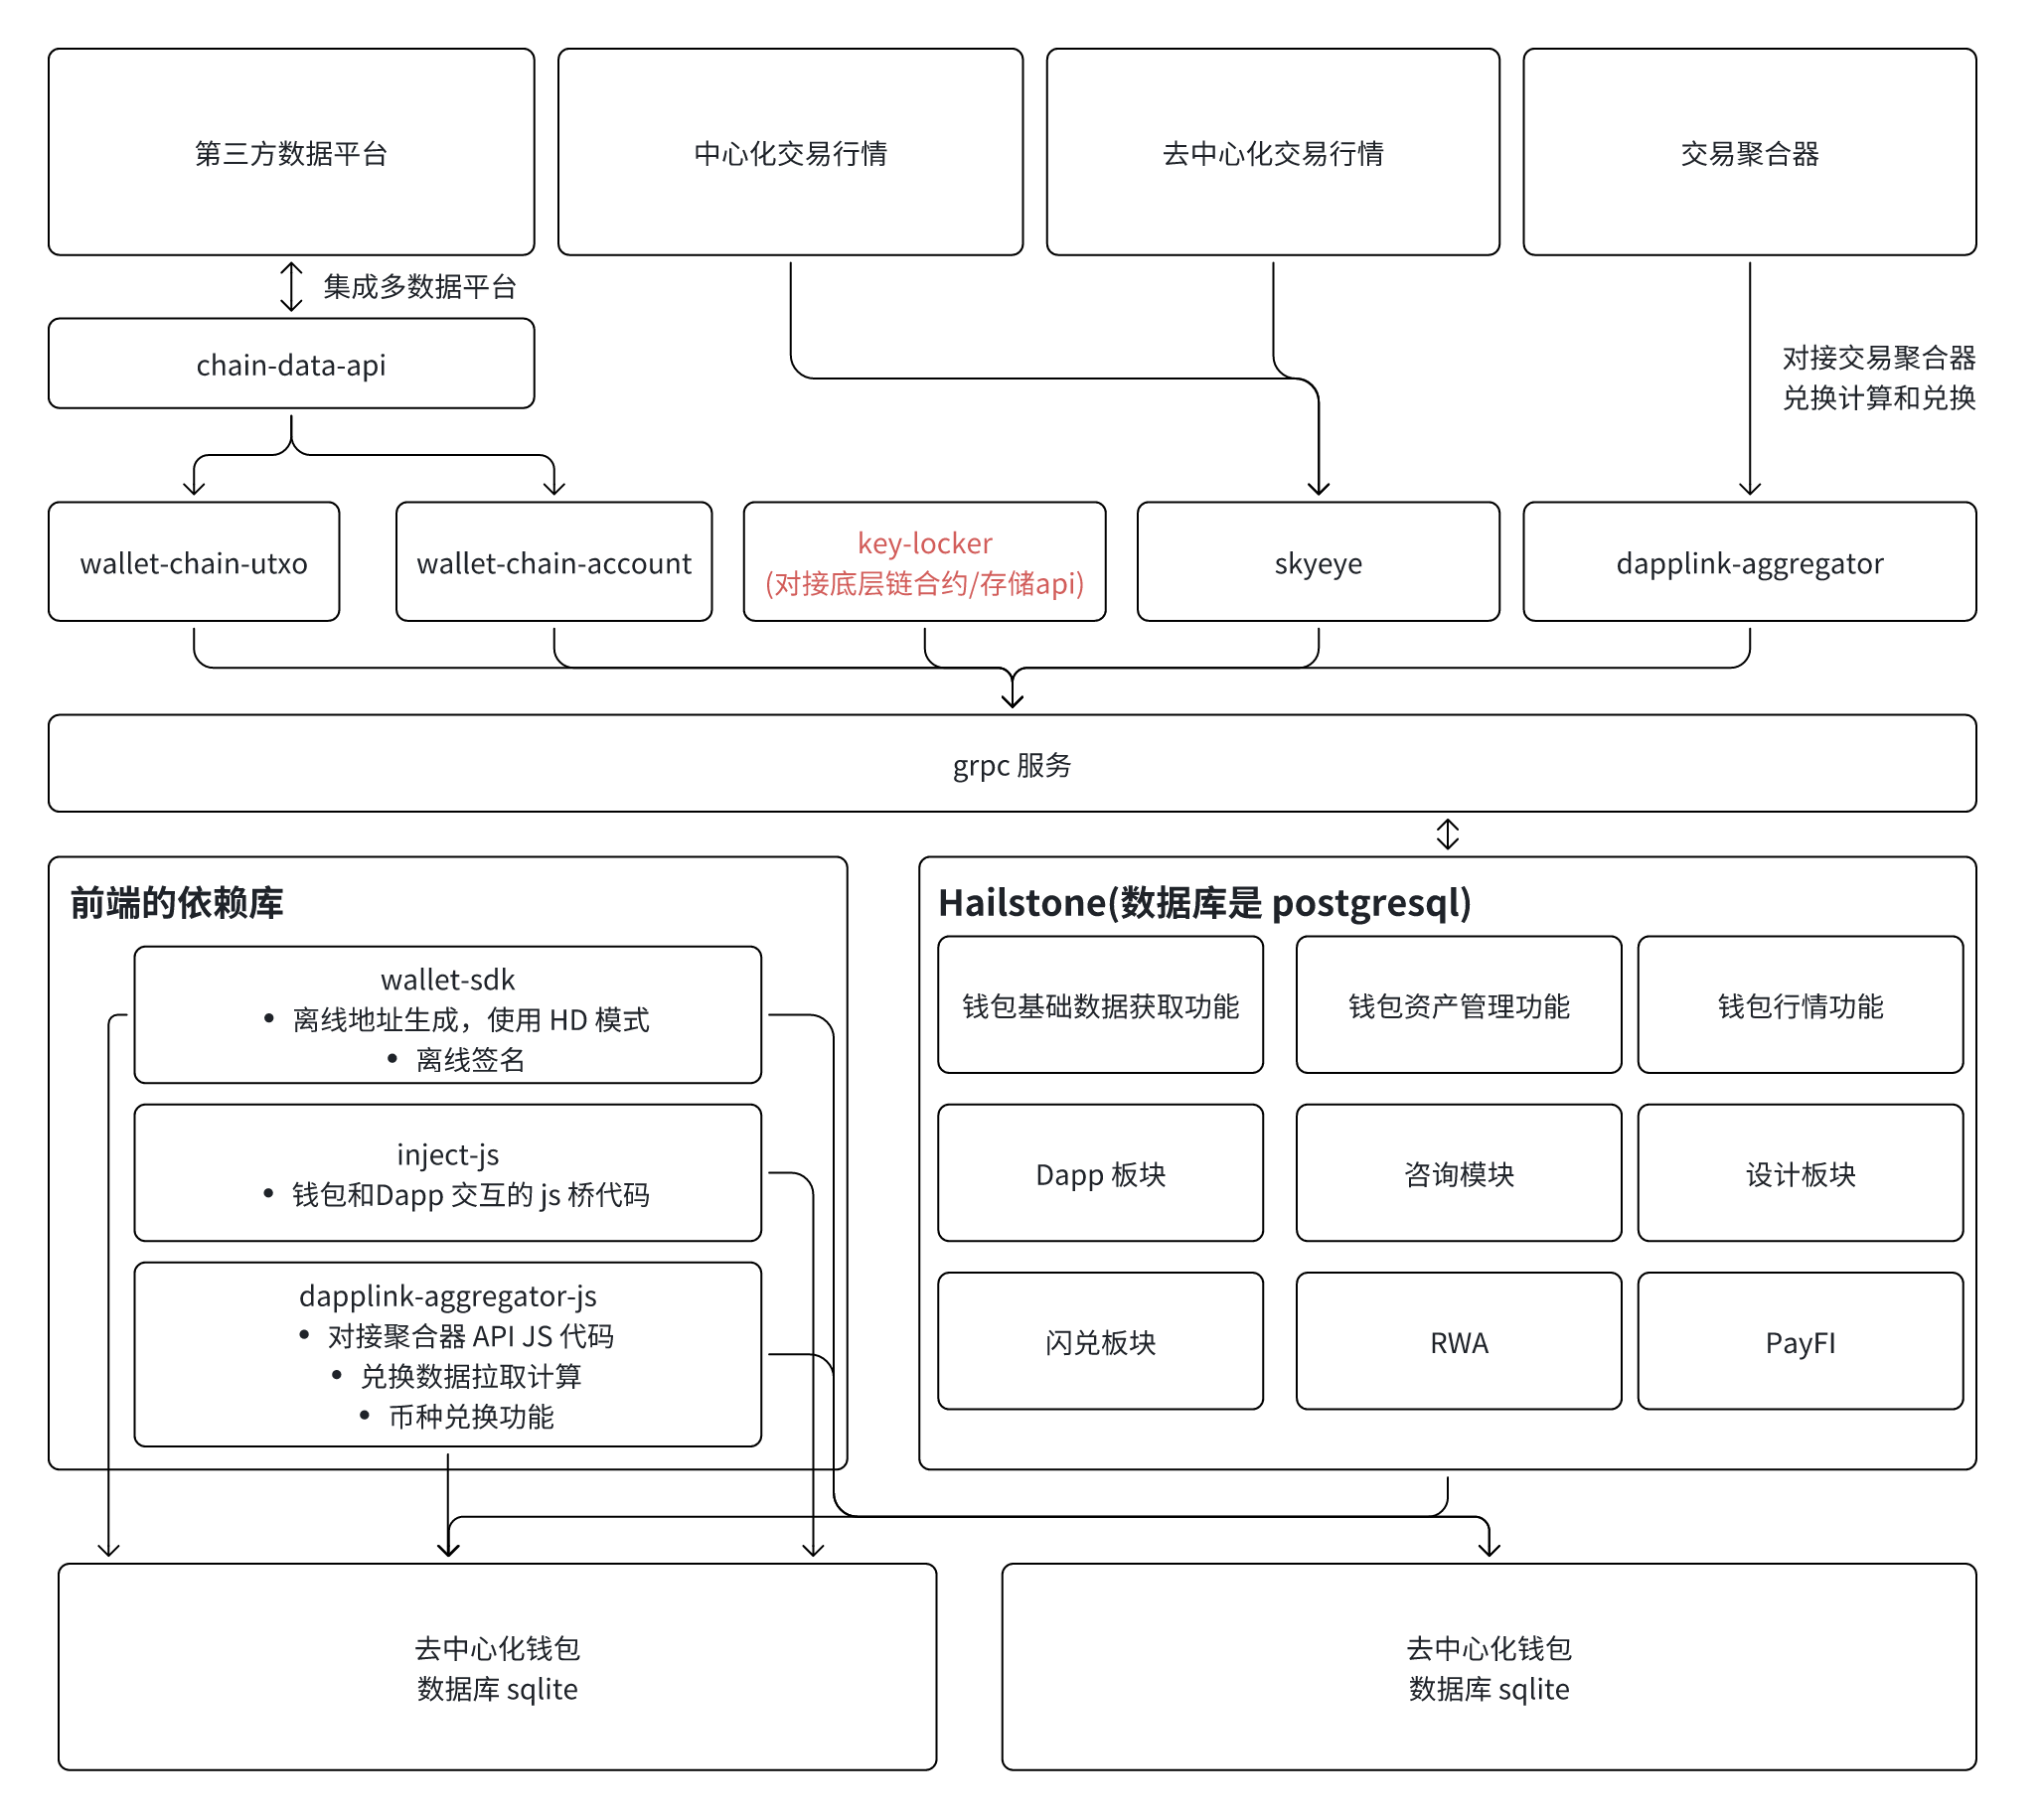 第三方数据平台
中心化交易行情
去中心化交易行情
交易聚合器
集成多数据平台
chain-data-api
对接交易聚合器
兑换计算和兑换
wallet-chain-utxo
wallet-chain-account
key-locker
(对接底层链合约/存储api)
skyeye
dapplink-aggregator
grpc 服务
前端的依赖库
wallet-sdk
• 离线地址生成，使用 HD 模式
• 离线签名
inject-js
• 钱包和Dapp 交互的 js 桥代码
dapplink-aggregator-js
• 对接聚合器 API JS 代码
• 兑换数据拉取计算
• 币种兑换功能
Hailstone(数据库是 postgresql)
钱包基础数据获取功能
钱包资产管理功能
钱包行情功能
Dapp 板块
咨询模块
设计板块
闪兑板块
RWA
PayFI
去中心化钱包
数据库 sqlite
去中心化钱包
数据库 sqlite